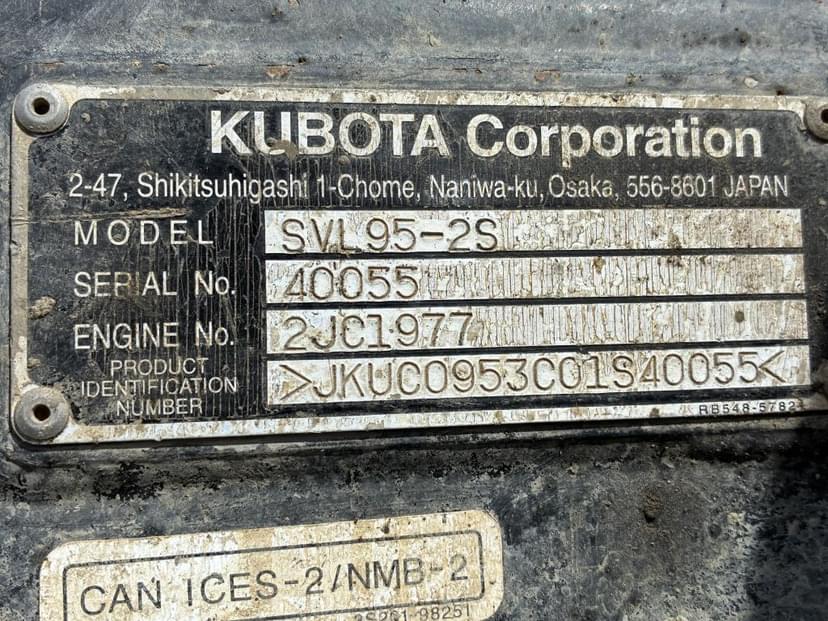 KUBOTA Corporation
2-47, Shikitsuhigashi 1-Chome, Naniwa-ku, Osaka, 556-8601 JAPAN
MODEL SVL95-2S
SERIAL No. 40055
ENGINE No. 2JC1977
PRODUCT IDENTIFICATION NUMBER >JKUC0953C01S40055<
RB548-5782
CAN ICES-2/NMB-2